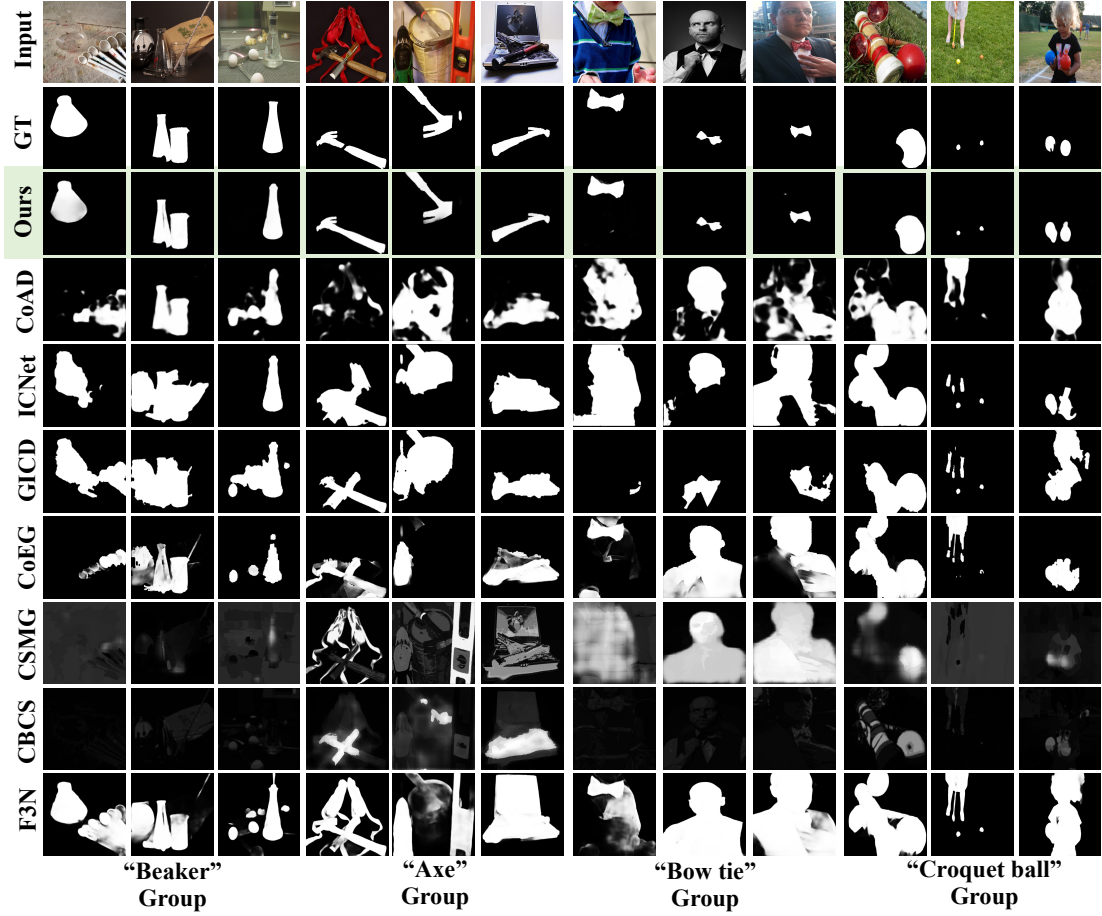 Input
GT
Ours
CoAD
ICNet
GICD
CoEG
CSMG
CBCS
F3N
“Beaker”
Group
“Axe”
Group
“Bow tie”
Group
“Croquet ball”
Group